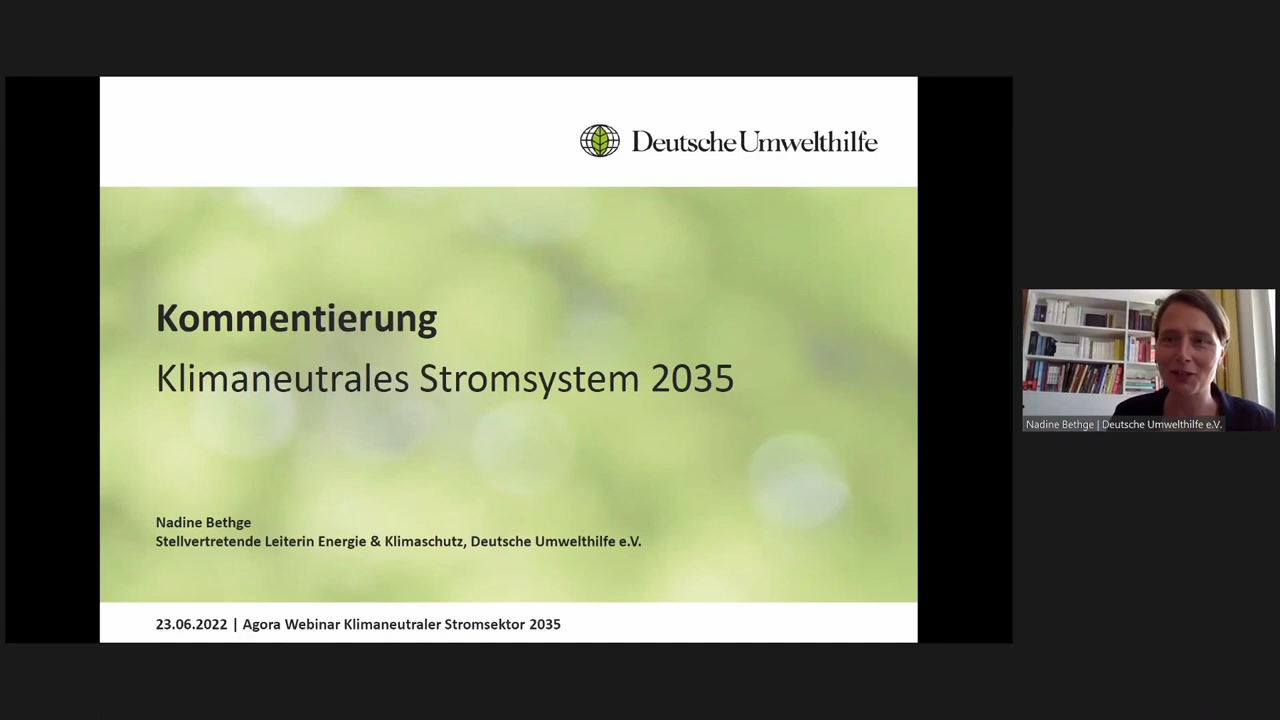 Deutsche Umwelthilfe
Kommentierung
Klimaneutrales Stromsystem 2035
Nadine Bethge
Stellvertretende Leiterin Energie & Klimaschutz, Deutsche Umwelthilfe e.V.
23.06.2022 | Agora Webinar Klimaneutraler Stromsektor 2035
Nadine Bethge | Deutsche Umwelthilfe e.V.